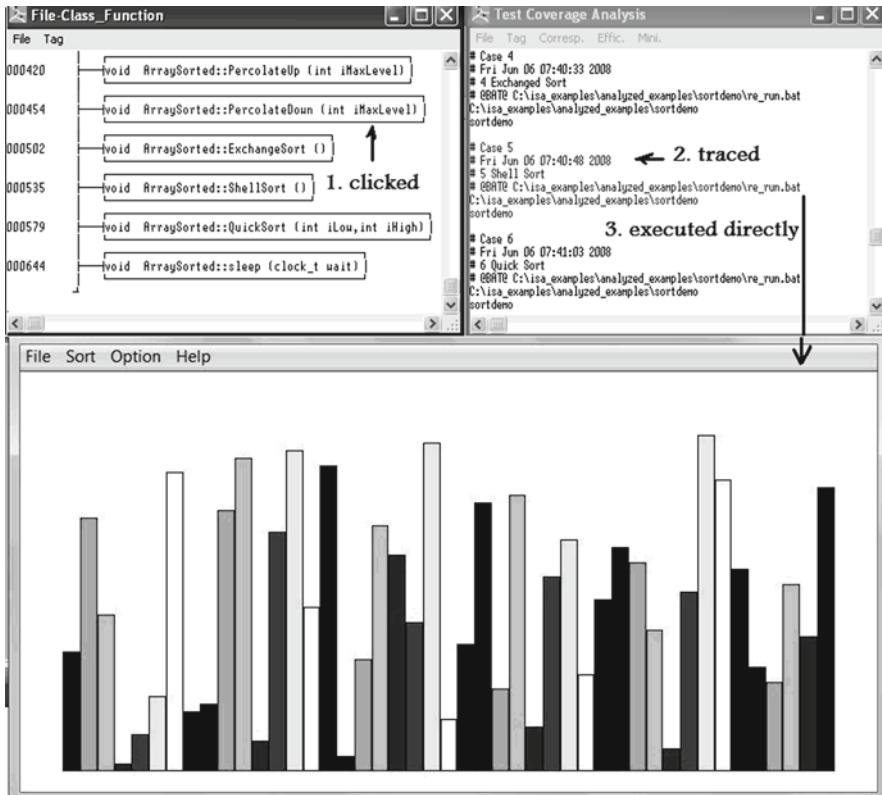 File-Class_Function
File Tag
000420 void ArraySorted::PercolateUp (int iMaxLevel)
000454 void ArraySorted::PercolateDown (int iMaxLevel)
000502 void ArraySorted::ExchangeSort ()
1. clicked
000535 void ArraySorted::ShellSort ()
000579 void ArraySorted::QuickSort (int iLow,int iHigh)
000644 void ArraySorted::sleep (clock_t wait)
Test Coverage Analysis
File Tag Corresp. Effic. Mini.
# Case 4
# Fri Jun 06 07:40:33 2008
# 4 Exchanged Sort
# @BAT@ C:\isa_examples\analyzed_examples\sortdemo\re_run.bat
C:\isa_examples\analyzed_examples\sortdemo
sortdemo
# Case 5
# Fri Jun 06 07:40:48 2008
2. traced
# 5 Shell Sort
# @BAT@ C:\isa_examples\analyzed_examples\sortdemo\re_run.bat
C:\isa_examples\analyzed_examples\sortdemo
sortdemo
3. executed directly
# Case 6
# Fri Jun 06 07:41:03 2008
# 6 Quick Sort
# @BAT@ C:\isa_examples\analyzed_examples\sortdemo\re_run.bat
C:\isa_examples\analyzed_examples\sortdemo
sortdemo
File Sort Option Help